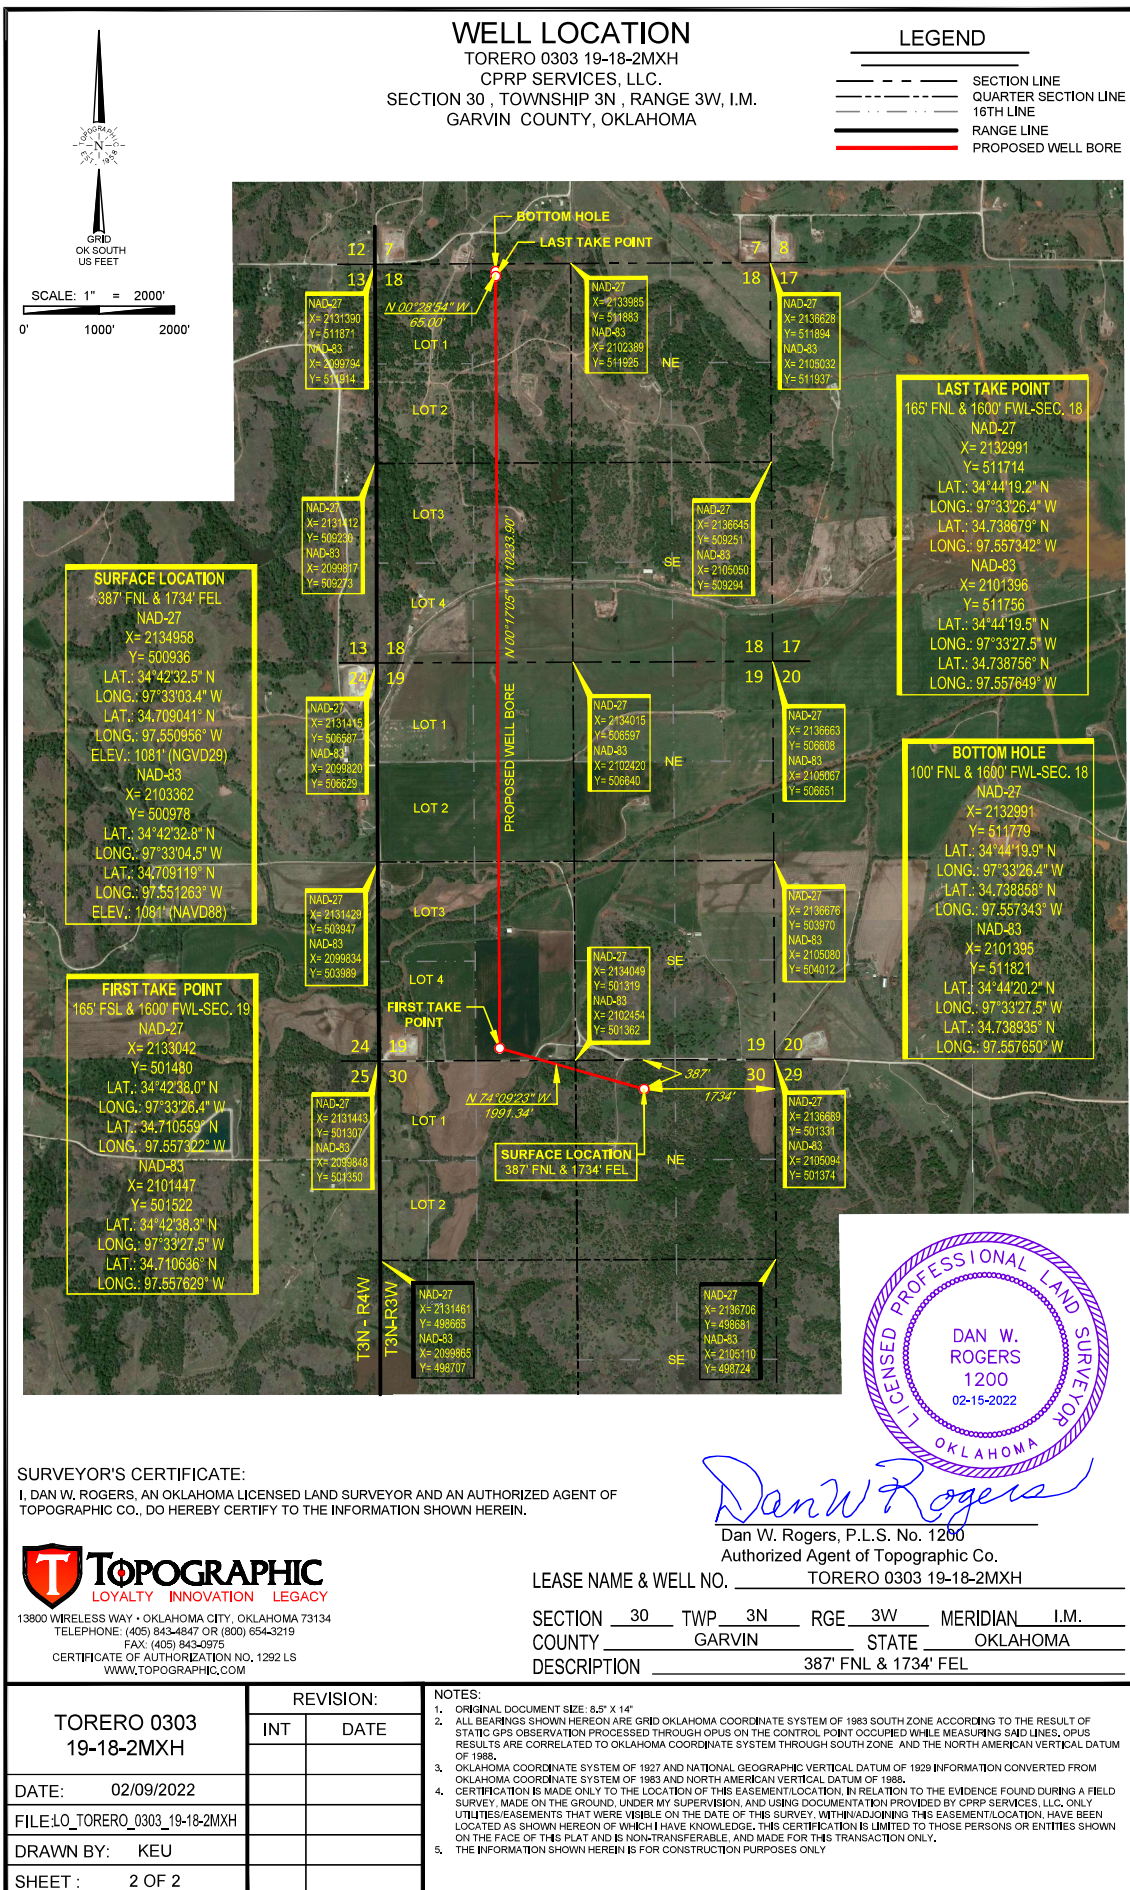 WELL LOCATION
TORERO 0303 19-18-2MXH
CPRP SERVICES, LLC.
SECTION 30 , TOWNSHIP 3N , RANGE 3W, I.M.
GARVIN COUNTY, OKLAHOMA
LEGEND
SECTION LINE
QUARTER SECTION LINE
16TH LINE
RANGE LINE
PROPOSED WELL BORE
TOPOGRAPHIC
N
EST. 1958
GRID
OK SOUTH
US FEET
SCALE: 1" = 2000'
0' 1000' 2000'
BOTTOM HOLE
LAST TAKE POINT
12 7
13 18
7 8
18 17
N 00°28'54" W
65.00'
NAD-27
X= 2131390
Y= 511871
NAD-83
X= 2099794
Y= 511914
NAD-27
X= 2133985
Y= 511883
NAD-83
X= 2102389
Y= 511925
NAD-27
X= 2136628
Y= 511894
NAD-83
X= 2105032
Y= 511937
LOT 1
NE
LOT 2
LAST TAKE POINT
165' FNL & 1600' FWL-SEC. 18
NAD-27
X= 2132991
Y= 511714
LAT.: 34°44'19.2" N
LONG.: 97°33'26.4" W
LAT.: 34.738679° N
LONG.: 97.557342° W
NAD-83
X= 2101396
Y= 511756
LAT.: 34°44'19.5" N
LONG.: 97°33'27.5" W
LAT.: 34.738756° N
LONG.: 97.557649° W
NAD-27
X= 2131412
Y= 509230
NAD-83
X= 2099817
Y= 509273
LOT3
NAD-27
X= 2136645
Y= 509251
NAD-83
X= 2105050
Y= 509294
SE
LOT 4
N 00°17'05" W 10233.90'
PROPOSED WELL BORE
SURFACE LOCATION
387' FNL & 1734' FEL
NAD-27
X= 2134958
Y= 500936
LAT.: 34°42'32.5" N
LONG.: 97°33'03.4" W
LAT.: 34.709041° N
LONG.: 97.550956° W
ELEV.: 1081' (NGVD29)
NAD-83
X= 2103362
Y= 500978
LAT.: 34°42'32.8" N
LONG.: 97°33'04.5" W
LAT.: 34.709119° N
LONG.: 97.551263° W
ELEV.: 1081' (NAVD88)
13 18
24 19
18 17
19 20
NAD-27
X= 2131415
Y= 506587
NAD-83
X= 2099820
Y= 506629
LOT 1
NAD-27
X= 2134015
Y= 506597
NAD-83
X= 2102420
Y= 506640
NE
NAD-27
X= 2136663
Y= 506608
NAD-83
X= 2105067
Y= 506651
LOT 2
BOTTOM HOLE
100' FNL & 1600' FWL-SEC. 18
NAD-27
X= 2132991
Y= 511779
LAT.: 34°44'19.9" N
LONG.: 97°33'26.4" W
LAT.: 34.738858° N
LONG.: 97.557343° W
NAD-83
X= 2101395
Y= 511821
LAT.: 34°44'20.2" N
LONG.: 97°33'27.5" W
LAT.: 34.738935° N
LONG.: 97.557650° W
NAD-27
X= 2131429
Y= 503947
NAD-83
X= 2099834
Y= 503989
LOT3
NAD-27
X= 2136676
Y= 503970
NAD-83
X= 2105080
Y= 504012
LOT 4
NAD-27
X= 2134049
Y= 501319
NAD-83
X= 2102454
Y= 501362
SE
FIRST TAKE POINT
165' FSL & 1600' FWL-SEC. 19
NAD-27
X= 2133042
Y= 501480
LAT.: 34°42'38.0" N
LONG.: 97°33'26.4" W
LAT.: 34.710559° N
LONG.: 97.557322° W
NAD-83
X= 2101447
Y= 501522
LAT.: 34°42'38.3" N
LONG.: 97°33'27.5" W
LAT.: 34.710636° N
LONG.: 97.557629° W
FIRST TAKE
POINT
24 19
25 30
19 20
30 29
387'
1734'
N 74°09'23" W
1991.34'
NAD-27
X= 2131443
Y= 501307
NAD-83
X= 2099848
Y= 501350
LOT 1
SURFACE LOCATION
387' FNL & 1734' FEL
NE
NAD-27
X= 2136689
Y= 501331
NAD-83
X= 2105094
Y= 501374
LOT 2
T3N - R4W
T3N-R3W
NAD-27
X= 2131461
Y= 498665
NAD-83
X= 2099865
Y= 498707
SE
NAD-27
X= 2136706
Y= 498681
NAD-83
X= 2105110
Y= 498724
LICENSED PROFESSIONAL LAND SURVEYOR
DAN W.
ROGERS
1200
02-15-2022
OKLAHOMA
SURVEYOR'S CERTIFICATE:
I, DAN W. ROGERS, AN OKLAHOMA LICENSED LAND SURVEYOR AND AN AUTHORIZED AGENT OF
TOPOGRAPHIC CO., DO HEREBY CERTIFY TO THE INFORMATION SHOWN HEREIN.
Dan W Rogers
Dan W. Rogers, P.L.S. No. 1200
Authorized Agent of Topographic Co.
T TOPOGRAPHIC
LOYALTY INNOVATION LEGACY
13800 WIRELESS WAY • OKLAHOMA CITY, OKLAHOMA 73134
TELEPHONE: (405) 843-4847 OR (800) 654-3219
FAX: (405) 843-0975
CERTIFICATE OF AUTHORIZATION NO. 1292 LS
WWW.TOPOGRAPHIC.COM
LEASE NAME & WELL NO. TORERO 0303 19-18-2MXH
SECTION 30 TWP 3N RGE 3W MERIDIAN I.M.
COUNTY GARVIN STATE OKLAHOMA
DESCRIPTION 387' FNL & 1734' FEL
TORERO 0303
19-18-2MXH
REVISION:
INT DATE
DATE: 02/09/2022
FILE:LO_TORERO_0303_19-18-2MXH
DRAWN BY: KEU
SHEET : 2 OF 2
NOTES:
1. ORIGINAL DOCUMENT SIZE: 8.5" X 14"
2. ALL BEARINGS SHOWN HEREON ARE GRID OKLAHOMA COORDINATE SYSTEM OF 1983 SOUTH ZONE ACCORDING TO THE RESULT OF
STATIC GPS OBSERVATION PROCESSED THROUGH OPUS ON THE CONTROL POINT OCCUPIED WHILE MEASURING SAID LINES. OPUS
RESULTS ARE CORRELATED TO OKLAHOMA COORDINATE SYSTEM THROUGH SOUTH ZONE AND THE NORTH AMERICAN VERTICAL DATUM
OF 1988.
3. OKLAHOMA COORDINATE SYSTEM OF 1927 AND NATIONAL GEOGRAPHIC VERTICAL DATUM OF 1929 INFORMATION CONVERTED FROM
OKLAHOMA COORDINATE SYSTEM OF 1983 AND NORTH AMERICAN VERTICAL DATUM OF 1988.
4. CERTIFICATION IS MADE ONLY TO THE LOCATION OF THIS EASEMENT/LOCATION, IN RELATION TO THE EVIDENCE FOUND DURING A FIELD
SURVEY, MADE ON THE GROUND, UNDER MY SUPERVISION, AND USING DOCUMENTATION PROVIDED BY CPRP SERVICES, LLC. ONLY
UTILITIES/EASEMENTS THAT WERE VISIBLE ON THE DATE OF THIS SURVEY, WITHIN/ADJOINING THIS EASEMENT/LOCATION, HAVE BEEN
LOCATED AS SHOWN HEREON OF WHICH I HAVE KNOWLEDGE. THIS CERTIFICATION IS LIMITED TO THOSE PERSONS OR ENTITIES SHOWN
ON THE FACE OF THIS PLAT AND IS NON-TRANSFERABLE, AND MADE FOR THIS TRANSACTION ONLY.
5. THE INFORMATION SHOWN HEREIN IS FOR CONSTRUCTION PURPOSES ONLY